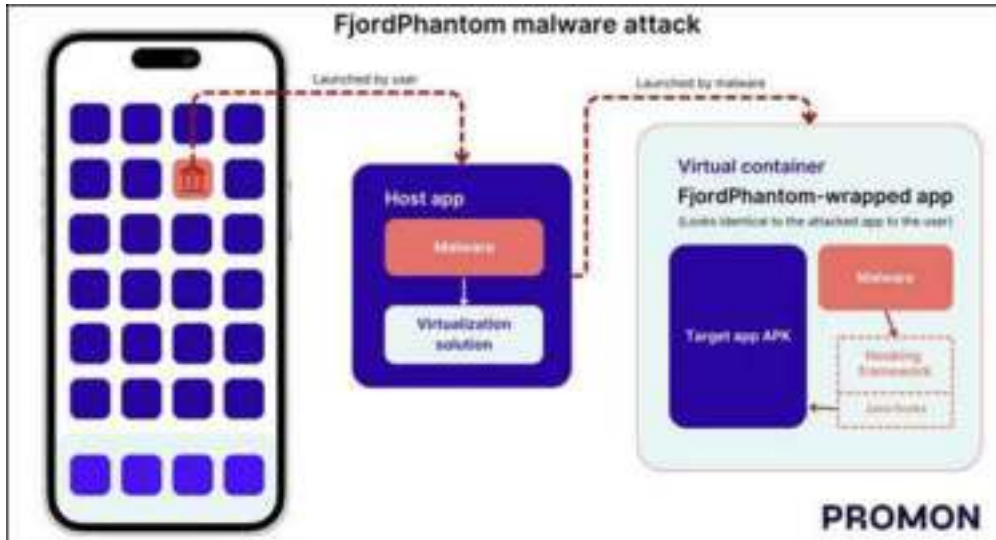 FjordPhantom malware attack
Launched by user
Launched by malware
Host app
Malware
Virtualization
solution
Virtual container
FjordPhantom-wrapped app
(Looks identical to the attacked app to the user)
Target app APK
Malware
Hooking
framework
Java hooks
PROMON